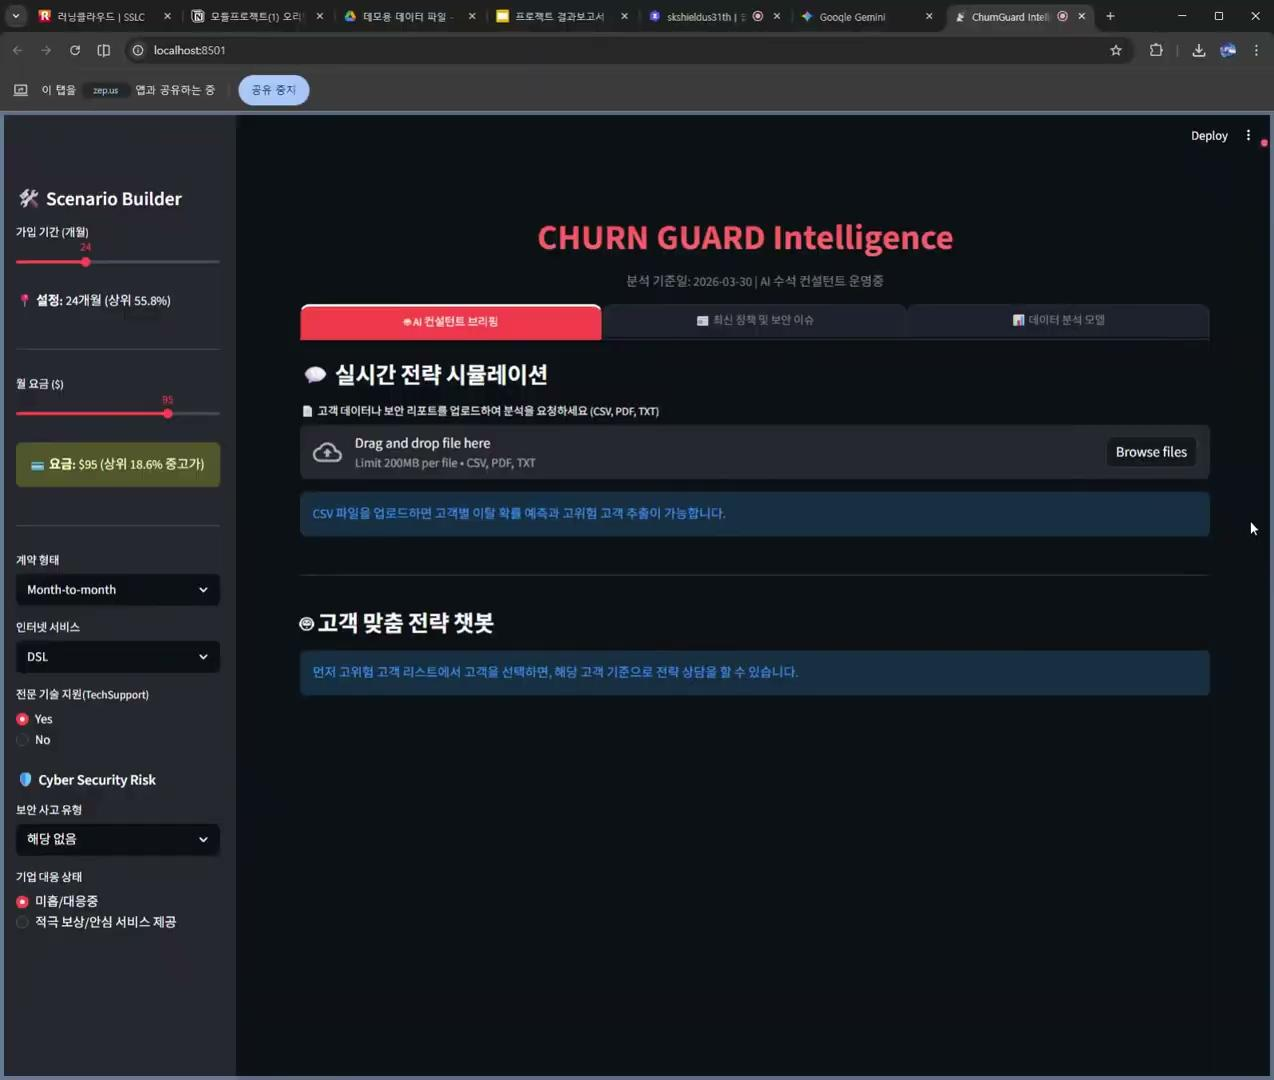 러닝클라우드 | SSLC
모듈프로젝트(1) 오리
데모용 데이터 파일 -
프로젝트 결과보고서
skshieldus31th |
Google Gemini
ChurnGuard Intell
localhost:8501
이 탭을 zep.us 앱과 공유하는 중
공유 중지
Deploy
Scenario Builder
가입 기간 (개월)
24
설정: 24개월 (상위 55.8%)
월 요금 ($)
95
요금: $95 (상위 18.6% 중고가)
계약 형태
Month-to-month
인터넷 서비스
DSL
전문 기술 지원(TechSupport)
Yes
No
Cyber Security Risk
보안 사고 유형
해당 없음
기업 대응 상태
미흡/대응중
적극 보상/안심 서비스 제공
CHURN GUARD Intelligence
분석 기준일: 2026-03-30 | AI 수석 컨설턴트 운영중
AI 컨설턴트 브리핑
최신 정책 및 보안 이슈
데이터 분석 모델
실시간 전략 시뮬레이션
고객 데이터나 보안 리포트를 업로드하여 분석을 요청하세요 (CSV, PDF, TXT)
Drag and drop file here
Limit 200MB per file • CSV, PDF, TXT
Browse files
CSV 파일을 업로드하면 고객별 이탈 확률 예측과 고위험 고객 추출이 가능합니다.
고객 맞춤 전략 챗봇
먼저 고위험 고객 리스트에서 고객을 선택하면, 해당 고객 기준으로 전략 상담을 할 수 있습니다.